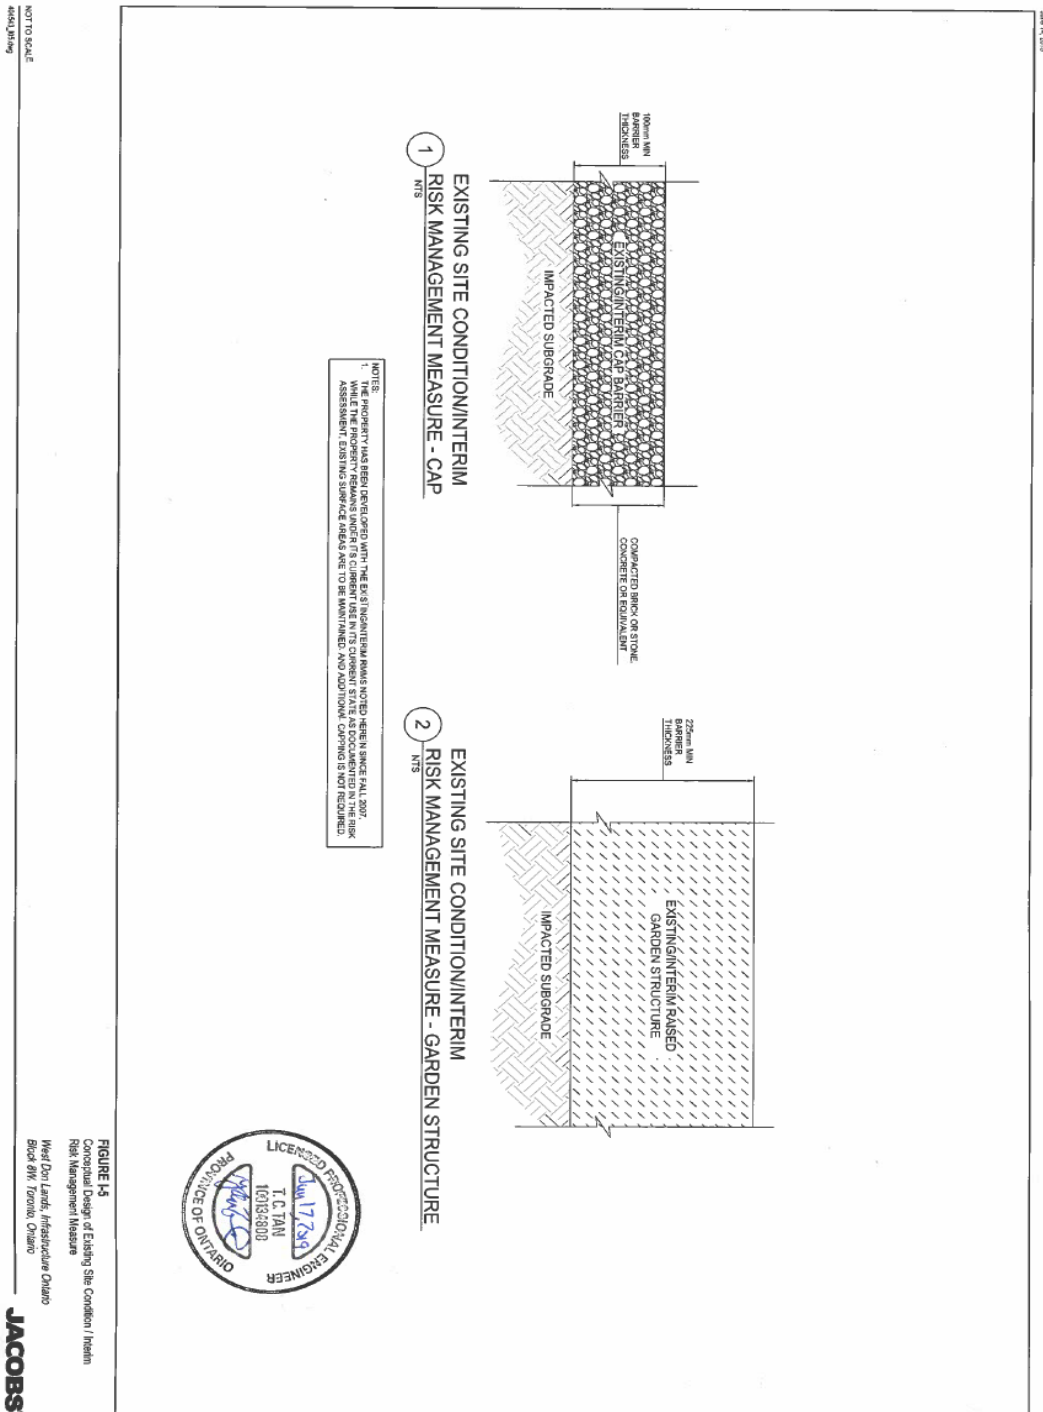 100mm MIN
BARRIER
THICKNESS
EXISTING/INTERIM CAP BARRIER
IMPACTED SUBGRADE
COMPACTED BRICK OR STONE,
CONCRETE OR EQUIVALENT
1
EXISTING SITE CONDITION/INTERIM
RISK MANAGEMENT MEASURE - CAP
NTS
225mm MIN
BARRIER
THICKNESS
EXISTING/INTERIM RAISED
GARDEN STRUCTURE
IMPACTED SUBGRADE
2
EXISTING SITE CONDITION/INTERIM
RISK MANAGEMENT MEASURE - GARDEN STRUCTURE
NTS
NOTES:
1. THE PROPERTY HAS BEEN DEVELOPED WITH THE EXISTING/INTERIM RMMS NOTED HEREIN SINCE FALL 2007.
WHILE THE PROPERTY REMAINS UNDER ITS CURRENT USE IN ITS CURRENT STATE AS DOCUMENTED IN THE RISK
ASSESSMENT, EXISTING SURFACE AREAS ARE TO BE MAINTAINED. AND ADDITIONAL CAPPING IS NOT REQUIRED.
LICENSED PROFESSIONAL ENGINEER
T. C. TAN
100134808
PROVINCE OF ONTARIO
NOT TO SCALE
FIGURE I-5
Conceptual Design of Existing Site Condition / Interim
Risk Management Measure
West Don Lands, Infrastructure Ontario
Block 8W, Toronto, Ontario
JACOBS